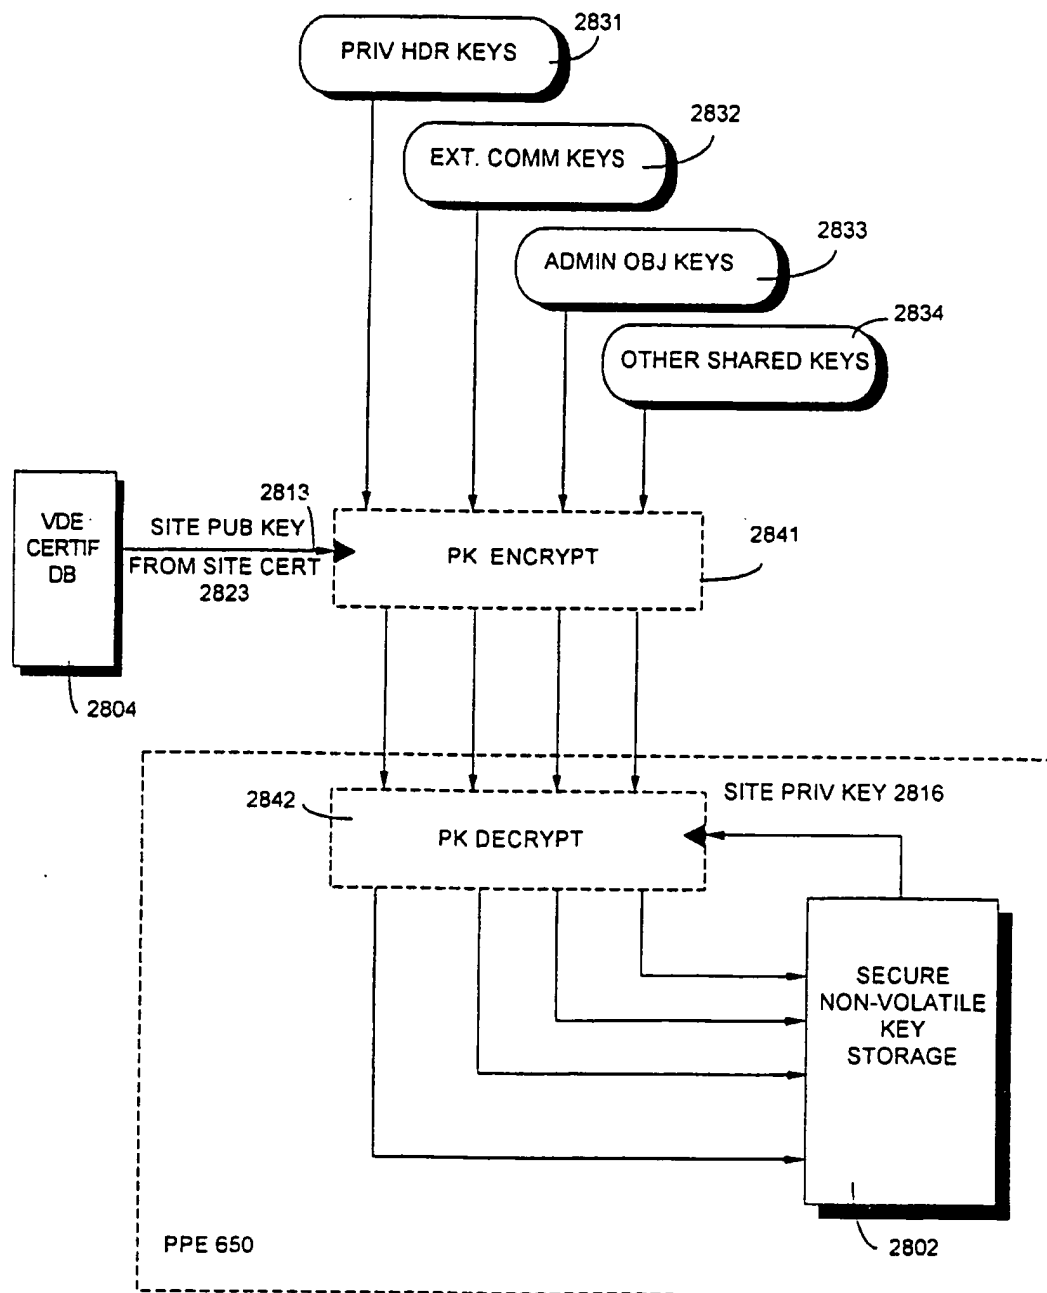 2831
PRIV HDR KEYS
2832
EXT. COMM KEYS
2833
ADMIN OBJ KEYS
2834
OTHER SHARED KEYS
2813
VDE
CERTIF
DB
SITE PUB KEY
FROM SITE CERT
2823
PK ENCRYPT
2841
2804
2842
SITE PRIV KEY 2816
PK DECRYPT
SECURE
NON-VOLATILE
KEY
STORAGE
PPE 650
2802